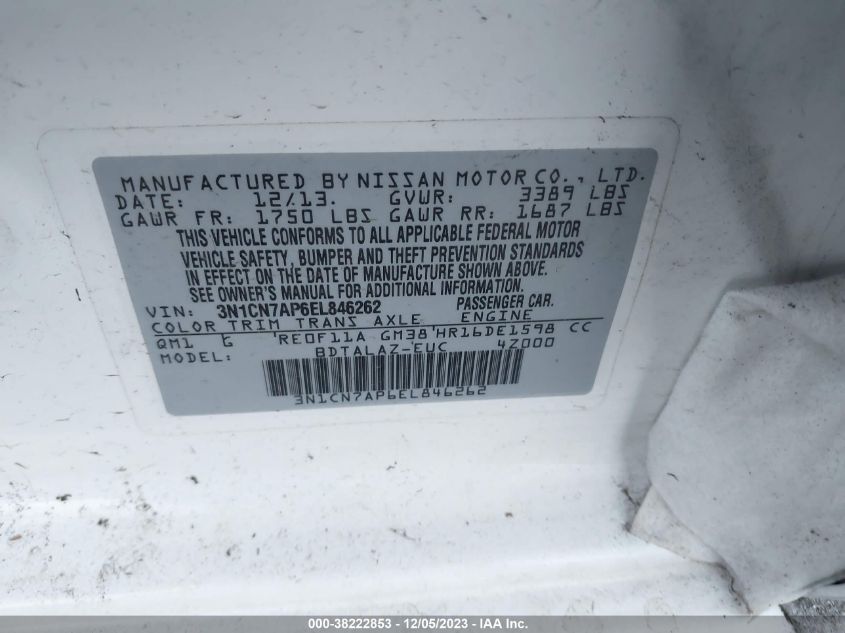 MANUFACTURED BY NISSAN MOTOR CO., LTD.
DATE: 12/13. GVWR: 3389 LBS
GAWR FR: 1750 LBS GAWR RR: 1687 LBS
THIS VEHICLE CONFORMS TO ALL APPLICABLE FEDERAL MOTOR
VEHICLE SAFETY, BUMPER AND THEFT PREVENTION STANDARDS
IN EFFECT ON THE DATE OF MANUFACTURE SHOWN ABOVE.
SEE OWNER'S MANUAL FOR ADDITIONAL INFORMATION.
VIN: 3N1CN7AP6EL846262 PASSENGER CAR.
COLOR TRIM TRANS AXLE ENGINE
QM1 G 'RE0F11A GM38'HR16DE1598 CC
MODEL: BDTALAZ-EUC 4Z000
3N1CN7AP6EL846262
000-38222853 - 12/05/2023 - IAA Inc.